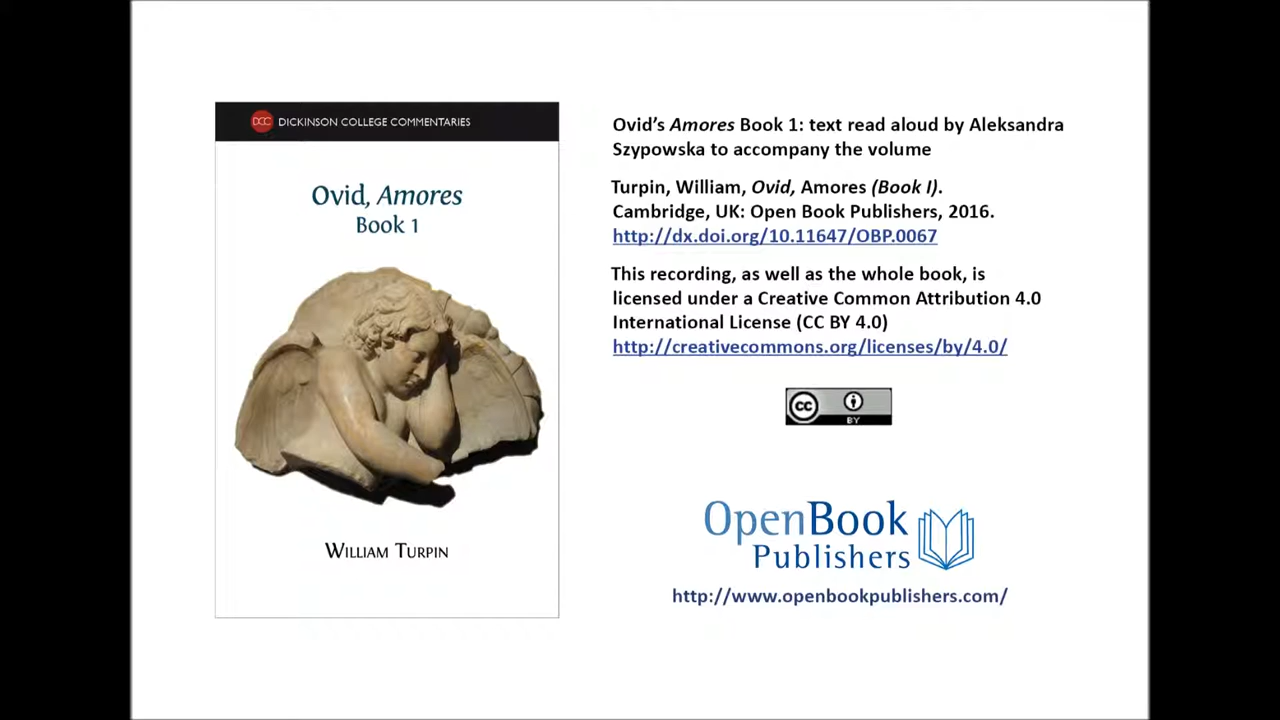 DCC DICKINSON COLLEGE COMMENTARIES
Ovid, Amores
Book 1
WILLIAM TURPIN
Ovid's Amores Book 1: text read aloud by Aleksandra
Szypowska to accompany the volume
Turpin, William, Ovid, Amores (Book I).
Cambridge, UK: Open Book Publishers, 2016.
http://dx.doi.org/10.11647/OBP.0067
This recording, as well as the whole book, is
licensed under a Creative Common Attribution 4.0
International License (CC BY 4.0)
http://creativecommons.org/licenses/by/4.0/
cc
BY
OpenBook
Publishers
http://www.openbookpublishers.com/